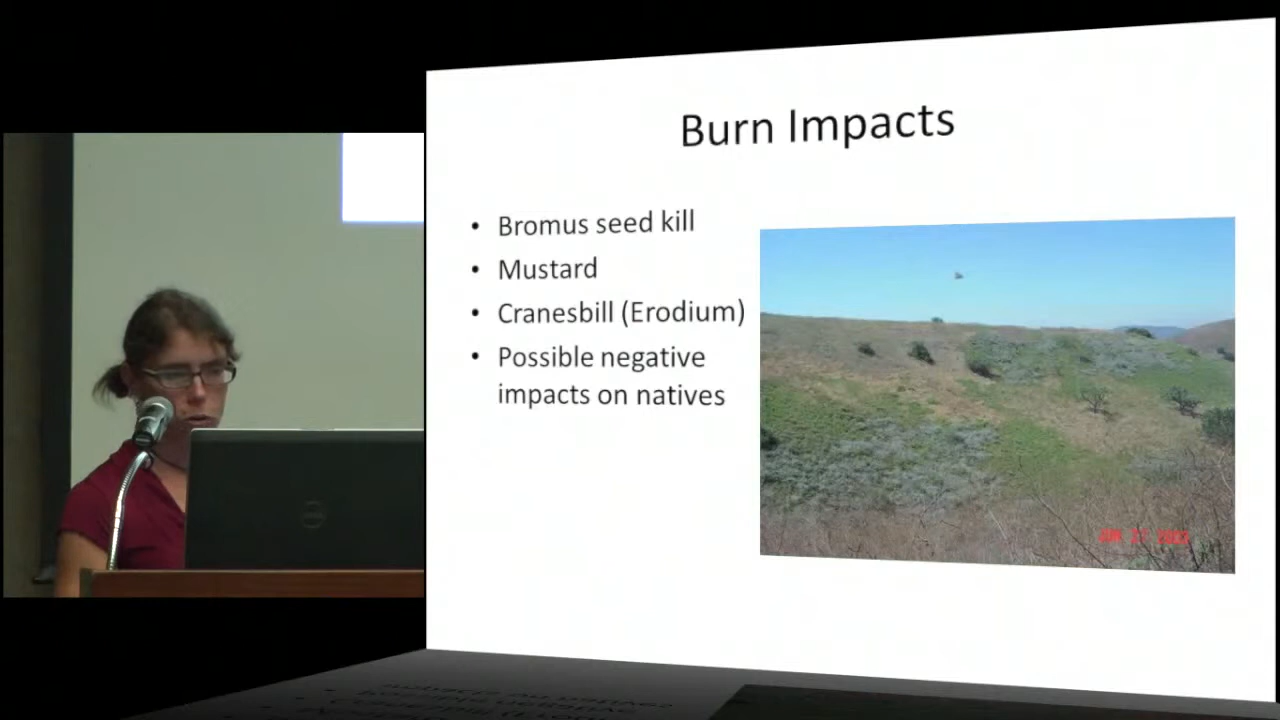 Burn Impacts
• Bromus seed kill
• Mustard
• Cranesbill (Erodium)
• Possible negative
impacts on natives